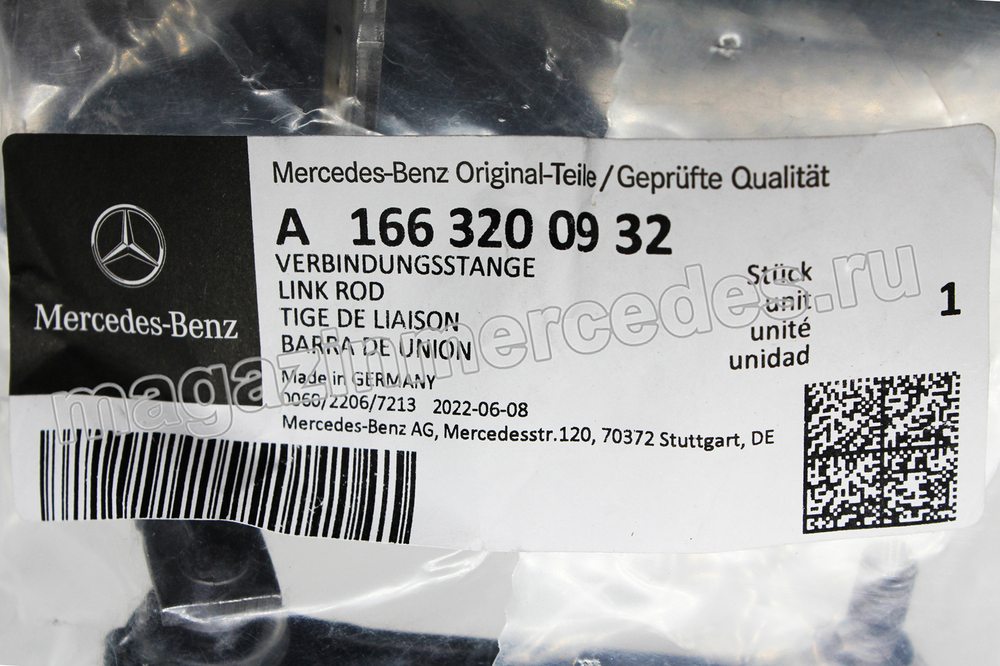 Mercedes-Benz Original-Teile/Geprüfte Qualität
A 166 320 09 32
VERBINDUNGSSTANGE
LINK ROD
TIGE DE LIAISON
BARRA DE UNION
Stück
unit
unité
unidad
1
Made in GERMANY
0060/2206/7213 2022-06-08
Mercedes-Benz AG, Mercedesstr.120, 70372 Stuttgart, DE
Mercedes-Benz
magazinmercedes.ru